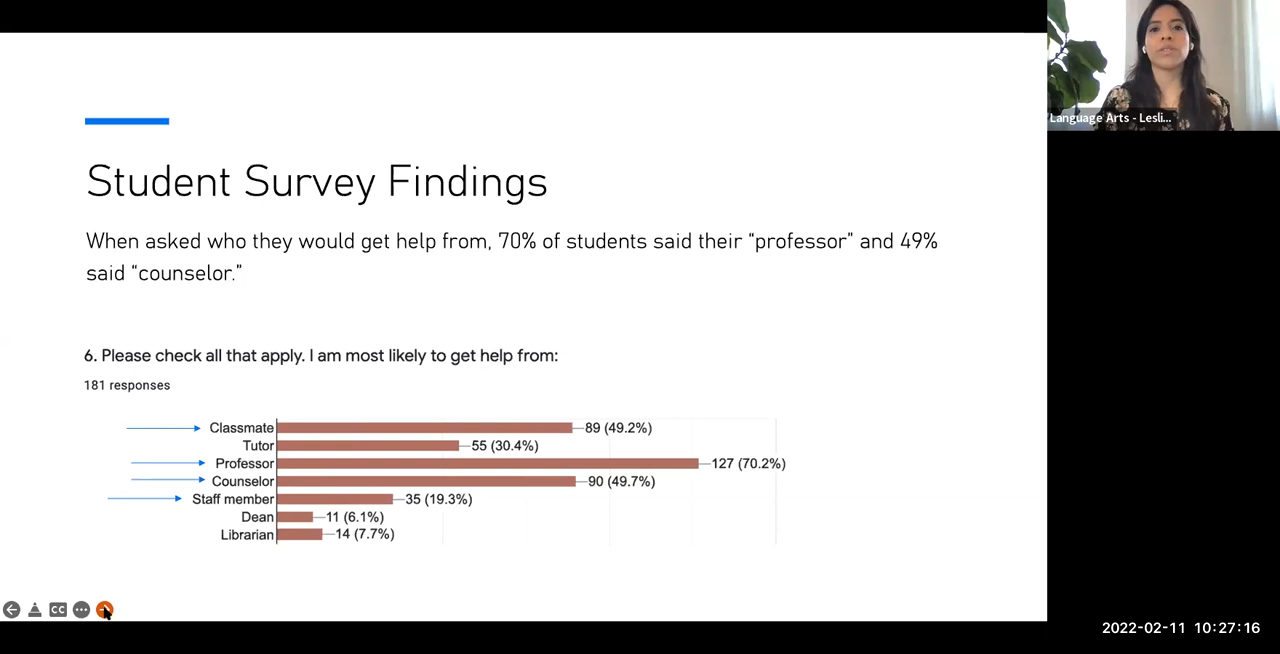 Language Arts - Lesli...
Student Survey Findings
When asked who they would get help from, 70% of students said their “professor” and 49%
said “counselor.”
6. Please check all that apply. I am most likely to get help from:
181 responses
Classmate 89 (49.2%)
Tutor 55 (30.4%)
Professor 127 (70.2%)
Counselor 90 (49.7%)
Staff member 35 (19.3%)
Dean 11 (6.1%)
Librarian 14 (7.7%)
CC
2022-02-11 10:27:16